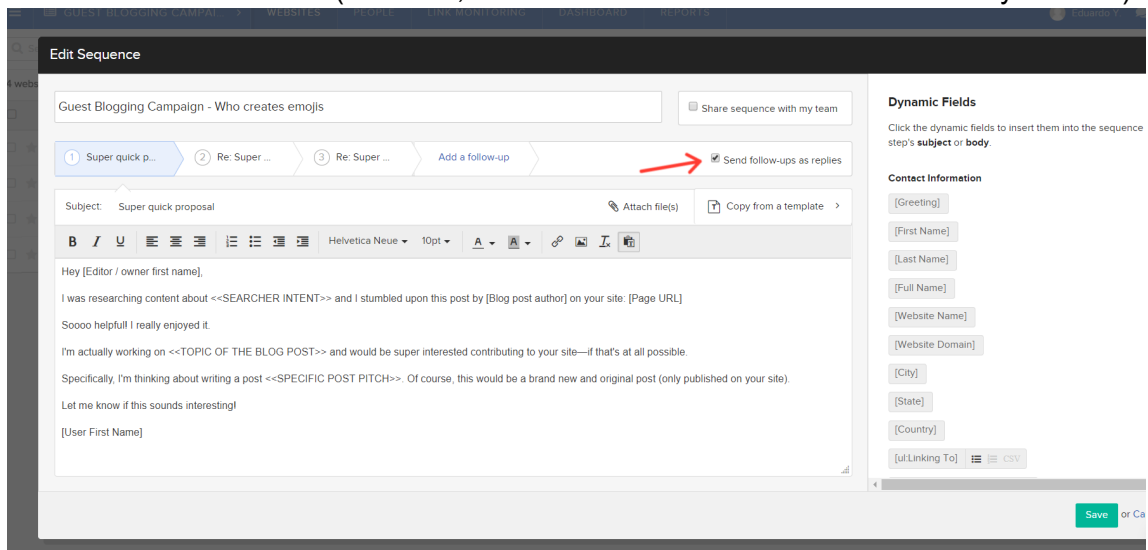 GUEST BLOGGING CAMPAI... > WEBSITES PEOPLE LINK MONITORING DASHBOARD REPORTS Eduardo Y
4 webs
Edit Sequence
Guest Blogging Campaign - Who creates emojis
Share sequence with my team
1 Super quick p... 2 Re: Super ... 3 Re: Super ... Add a follow-up
Send follow-ups as replies
Subject: Super quick proposal
Attach file(s)
Copy from a template >
B I U Helvetica Neue 10pt A A Ix
Hey [Editor / owner first name],
I was researching content about <<SEARCHER INTENT>> and I stumbled upon this post by [Blog post author] on your site: [Page URL]
Soooo helpful! I really enjoyed it.
I'm actually working on <<TOPIC OF THE BLOG POST>> and would be super interested contributing to your site—if that's at all possible.
Specifically, I'm thinking about writing a post <<SPECIFIC POST PITCH>>. Of course, this would be a brand new and original post (only published on your site).
Let me know if this sounds interesting!
[User First Name]
Dynamic Fields
Click the dynamic fields to insert them into the sequence
step's subject or body.
Contact Information
[Greeting]
[First Name]
[Last Name]
[Full Name]
[Website Name]
[Website Domain]
[City]
[State]
[Country]
[ul:Linking To] CSV
Save or Ca